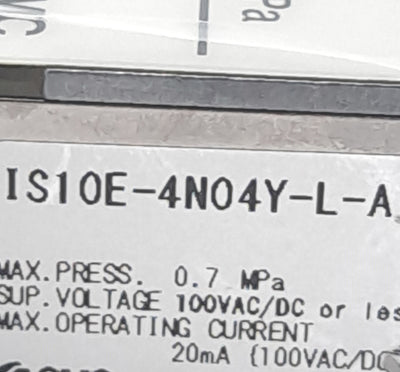 Pa
IS10E-4N04Y-L-A
MAX.PRESS. 0.7 MPa
SUP.VOLTAGE 100VAC/DC or les
MAX.OPERATING CURRENT
20mA (100VAC/DC